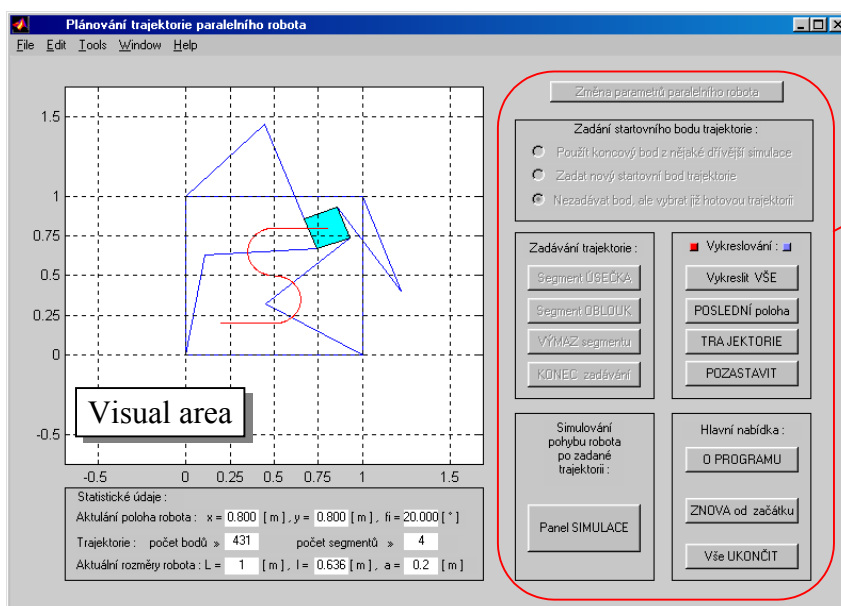 Plánování trajektorie paralelního robota
File Edit Tools Window Help
1.5
1
0.75
0.5
0.25
0
-0.5
-0.5 0 0.25 0.5 0.75 1 1.5
Visual area
Statistické údaje :
Aktulání poloha robota : x = 0.800 [ m ] , y = 0.800 [ m ] , fi = 20.000 [ ° ]
Trajektorie : počet bodů » 431 počet segmentů » 4
Aktuální rozměry robota : L = 1 [ m ] , l = 0.636 [ m ] , a = 0.2 [ m ]
Změna parametrů paralelního robota
Zadání startovního bodu trajektorie :
Použít koncový bod z nějaké dřívější simulace
Zadat nový startovní bod trajektorie
Nezadávat bod, ale vybrat již hotovou trajektorii
Zadávání trajektorie :
Segment ÚSEČKA
Segment OBLOUK
VÝMAZ segmentu
KONEC zadávání
Vykreslování :
Vykreslit VŠE
POSLEDNÍ poloha
TRAJEKTORIE
POZASTAVIT
Simulování
pohybu robota
po zadané
trajektorii :
Panel SIMULACE
Hlavní nabídka :
O PROGRAMU
ZNOVA od začátku
Vše UKONČIT